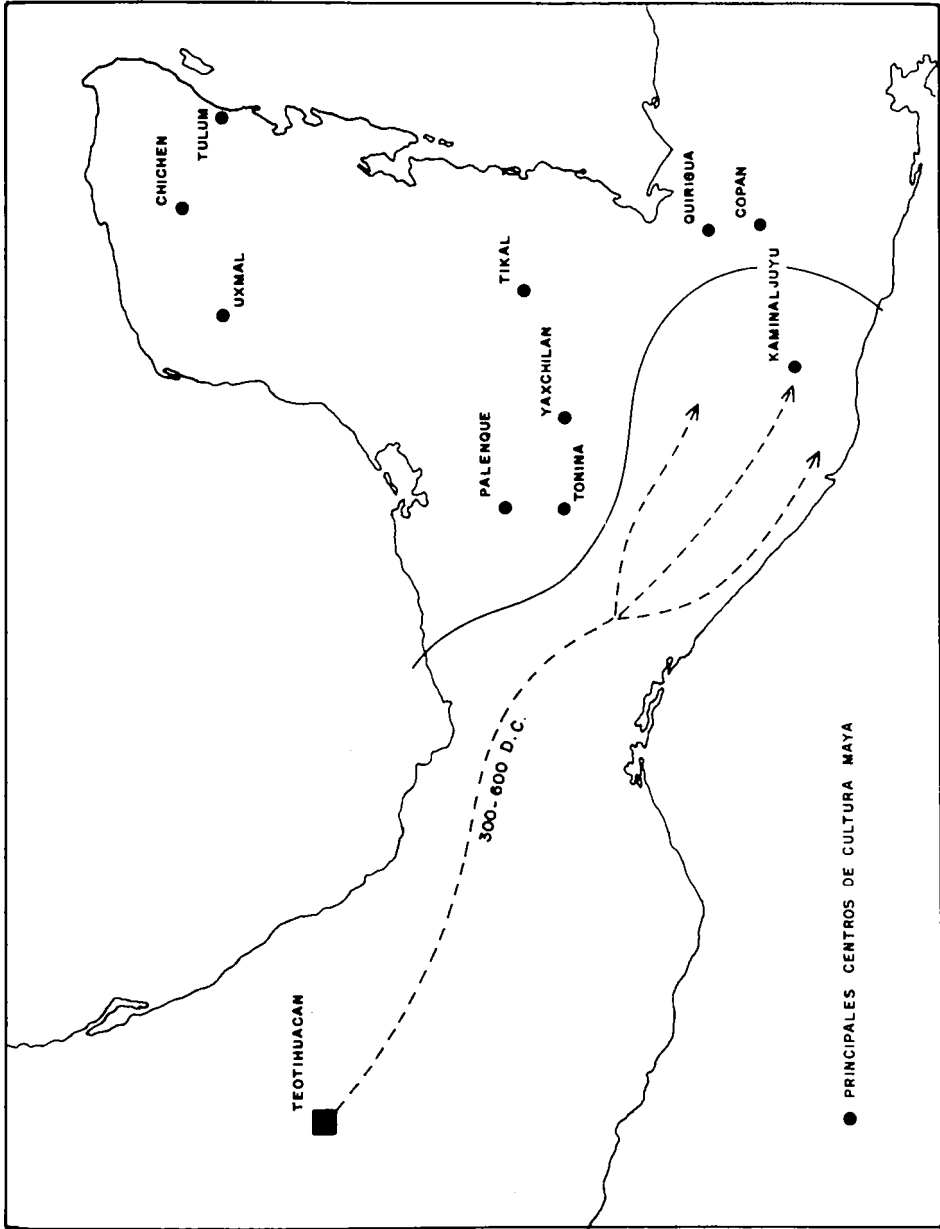 CHICHEN
TULUM
UXMAL
TIKAL
QUIRIGUA
COPAN
YAXCHILAN
PALENQUE
TONINA
KAMINALJUYU
300-600 D.C.
TEOTIHUACAN
PRINCIPALES CENTROS DE CULTURA MAYA